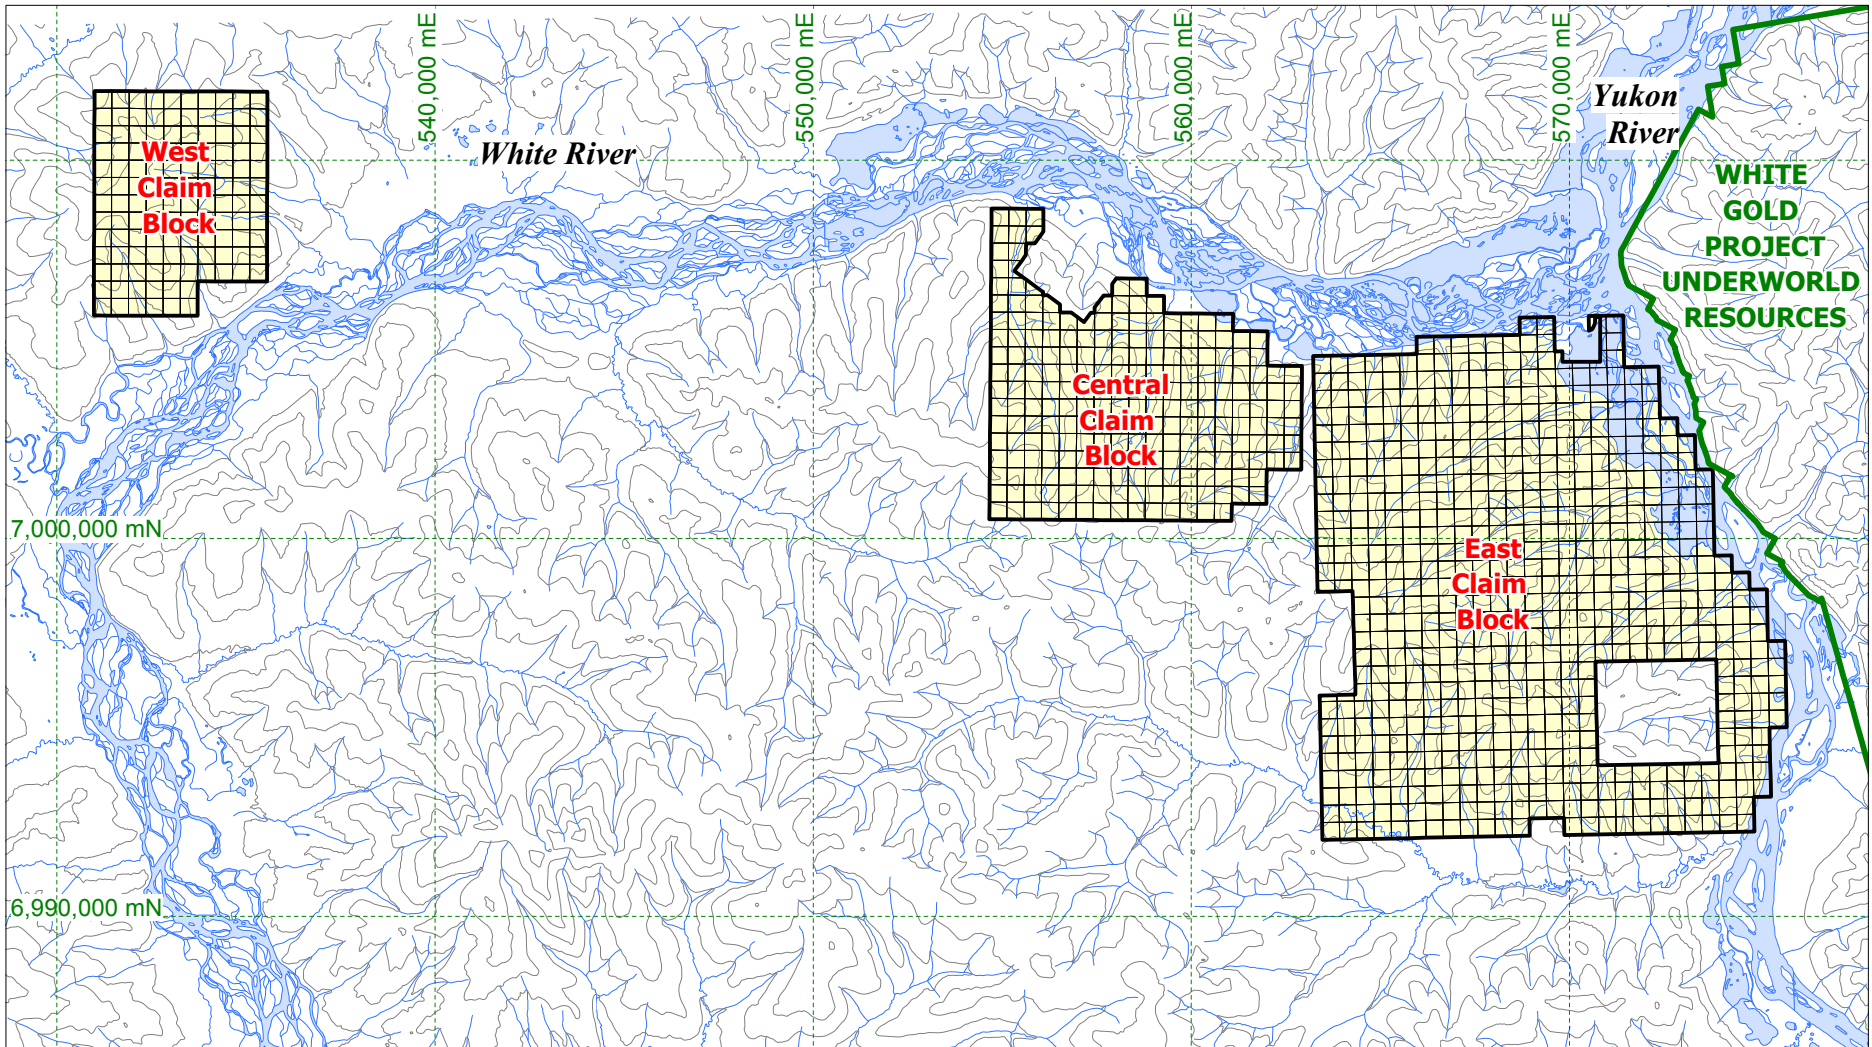 540,000 mE
550,000 mE
560,000 mE
570,000 mE
Yukon
River
White River
West
Claim
Block
WHITE
GOLD
PROJECT
UNDERWORLD
RESOURCES
Central
Claim
Block
7,000,000 mN
East
Claim
Block
6,990,000 mN